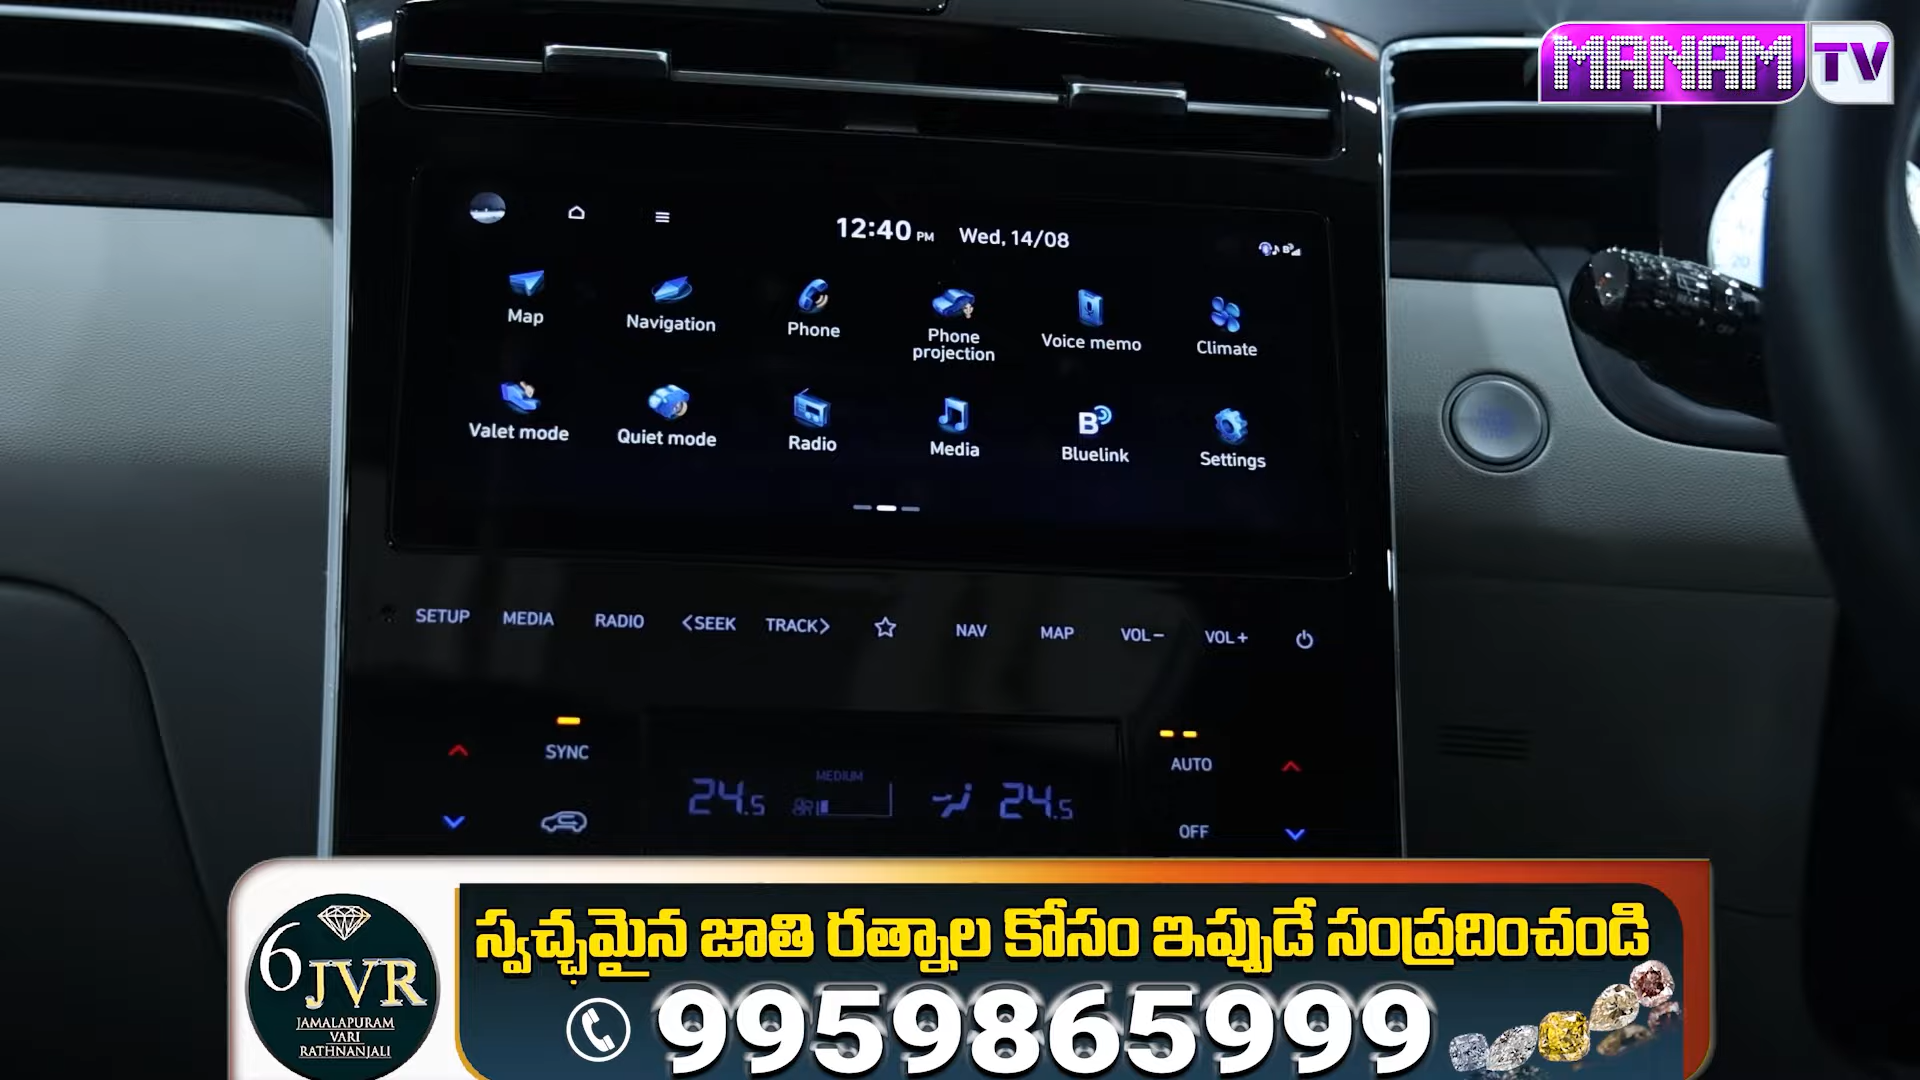 MANAM TV
12:40 PM Wed, 14/08
Map Navigation Phone Phone projection Voice memo Climate
Valet mode Quiet mode Radio Media Bluelink Settings
SETUP MEDIA RADIO <SEEK TRACK> NAV MAP VOL− VOL+
SYNC AUTO
MEDIUM
24.5 24.5
OFF
6 JVR
JAMALAPURAM
VARI
RATHNANJALI
స్వచ్ఛమైన జాతి రత్నాల కోసం ఇప్పుడే సంప్రదించండి
9959865999